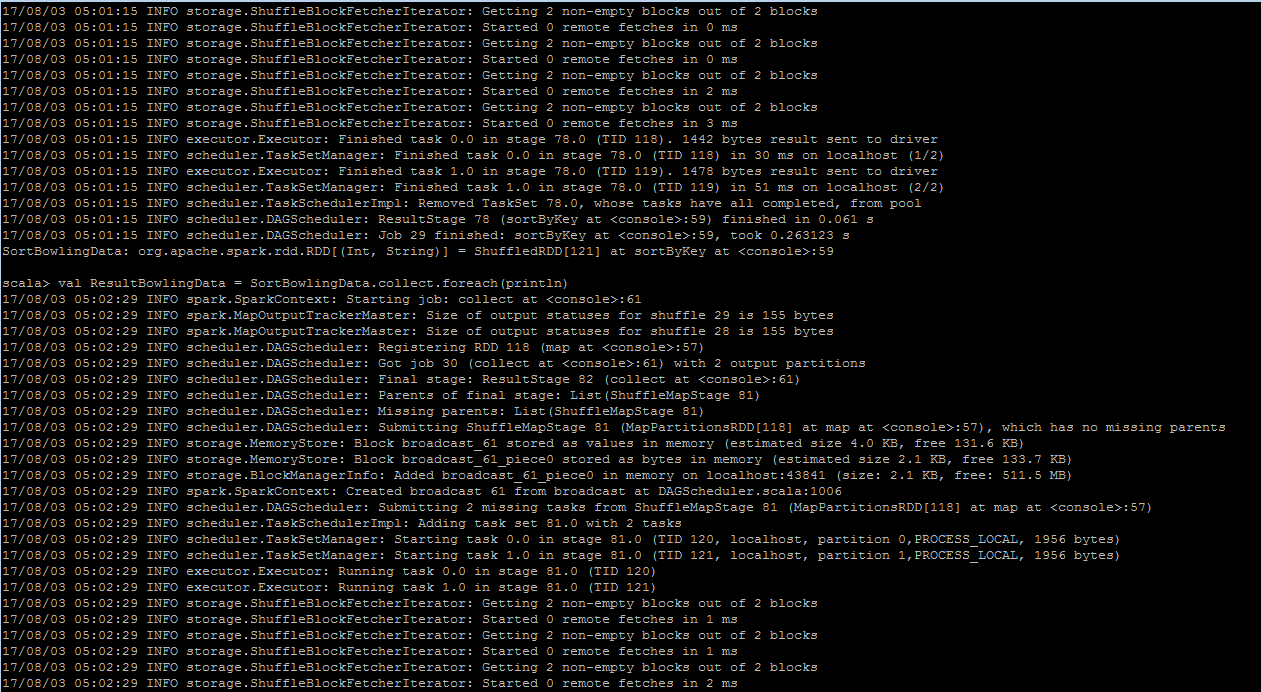 17/08/03 05:01:15 INFO storage.ShuffleBlockFetcherIterator: Getting 2 non-empty blocks out of 2 blocks
17/08/03 05:01:15 INFO storage.ShuffleBlockFetcherIterator: Started 0 remote fetches in 0 ms
17/08/03 05:01:15 INFO storage.ShuffleBlockFetcherIterator: Getting 2 non-empty blocks out of 2 blocks
17/08/03 05:01:15 INFO storage.ShuffleBlockFetcherIterator: Started 0 remote fetches in 0 ms
17/08/03 05:01:15 INFO storage.ShuffleBlockFetcherIterator: Getting 2 non-empty blocks out of 2 blocks
17/08/03 05:01:15 INFO storage.ShuffleBlockFetcherIterator: Started 0 remote fetches in 2 ms
17/08/03 05:01:15 INFO storage.ShuffleBlockFetcherIterator: Getting 2 non-empty blocks out of 2 blocks
17/08/03 05:01:15 INFO storage.ShuffleBlockFetcherIterator: Started 0 remote fetches in 3 ms
17/08/03 05:01:15 INFO executor.Executor: Finished task 0.0 in stage 78.0 (TID 118). 1442 bytes result sent to driver
17/08/03 05:01:15 INFO scheduler.TaskSetManager: Finished task 0.0 in stage 78.0 (TID 118) in 30 ms on localhost (1/2)
17/08/03 05:01:15 INFO executor.Executor: Finished task 1.0 in stage 78.0 (TID 119). 1478 bytes result sent to driver
17/08/03 05:01:15 INFO scheduler.TaskSetManager: Finished task 1.0 in stage 78.0 (TID 119) in 51 ms on localhost (2/2)
17/08/03 05:01:15 INFO scheduler.TaskSchedulerImpl: Removed TaskSet 78.0, whose tasks have all completed, from pool
17/08/03 05:01:15 INFO scheduler.DAGScheduler: ResultStage 78 (sortByKey at <console>:59) finished in 0.061 s
17/08/03 05:01:15 INFO scheduler.DAGScheduler: Job 29 finished: sortByKey at <console>:59, took 0.263123 s
SortBowlingData: org.apache.spark.rdd.RDD[(Int, String)] = ShuffledRDD[121] at sortByKey at <console>:59
scala> val ResultBowlingData = SortBowlingData.collect.foreach(println)
17/08/03 05:02:29 INFO spark.SparkContext: Starting job: collect at <console>:61
17/08/03 05:02:29 INFO spark.MapOutputTrackerMaster: Size of output statuses for shuffle 29 is 155 bytes
17/08/03 05:02:29 INFO spark.MapOutputTrackerMaster: Size of output statuses for shuffle 28 is 155 bytes
17/08/03 05:02:29 INFO scheduler.DAGScheduler: Registering RDD 118 (map at <console>:57)
17/08/03 05:02:29 INFO scheduler.DAGScheduler: Got job 30 (collect at <console>:61) with 2 output partitions
17/08/03 05:02:29 INFO scheduler.DAGScheduler: Final stage: ResultStage 82 (collect at <console>:61)
17/08/03 05:02:29 INFO scheduler.DAGScheduler: Parents of final stage: List(ShuffleMapStage 81)
17/08/03 05:02:29 INFO scheduler.DAGScheduler: Missing parents: List(ShuffleMapStage 81)
17/08/03 05:02:29 INFO scheduler.DAGScheduler: Submitting ShuffleMapStage 81 (MapPartitionsRDD[118] at map at <console>:57), which has no missing parents
17/08/03 05:02:29 INFO storage.MemoryStore: Block broadcast_61 stored as values in memory (estimated size 4.0 KB, free 131.6 KB)
17/08/03 05:02:29 INFO storage.MemoryStore: Block broadcast_61_piece0 stored as bytes in memory (estimated size 2.1 KB, free 133.7 KB)
17/08/03 05:02:29 INFO storage.BlockManagerInfo: Added broadcast_61_piece0 in memory on localhost:43841 (size: 2.1 KB, free: 511.5 MB)
17/08/03 05:02:29 INFO spark.SparkContext: Created broadcast 61 from broadcast at DAGScheduler.scala:1006
17/08/03 05:02:29 INFO scheduler.DAGScheduler: Submitting 2 missing tasks from ShuffleMapStage 81 (MapPartitionsRDD[118] at map at <console>:57)
17/08/03 05:02:29 INFO scheduler.TaskSchedulerImpl: Adding task set 81.0 with 2 tasks
17/08/03 05:02:29 INFO scheduler.TaskSetManager: Starting task 0.0 in stage 81.0 (TID 120, localhost, partition 0,PROCESS_LOCAL, 1956 bytes)
17/08/03 05:02:29 INFO scheduler.TaskSetManager: Starting task 1.0 in stage 81.0 (TID 121, localhost, partition 1,PROCESS_LOCAL, 1956 bytes)
17/08/03 05:02:29 INFO executor.Executor: Running task 0.0 in stage 81.0 (TID 120)
17/08/03 05:02:29 INFO executor.Executor: Running task 1.0 in stage 81.0 (TID 121)
17/08/03 05:02:29 INFO storage.ShuffleBlockFetcherIterator: Getting 2 non-empty blocks out of 2 blocks
17/08/03 05:02:29 INFO storage.ShuffleBlockFetcherIterator: Started 0 remote fetches in 1 ms
17/08/03 05:02:29 INFO storage.ShuffleBlockFetcherIterator: Getting 2 non-empty blocks out of 2 blocks
17/08/03 05:02:29 INFO storage.ShuffleBlockFetcherIterator: Started 0 remote fetches in 1 ms
17/08/03 05:02:29 INFO storage.ShuffleBlockFetcherIterator: Getting 2 non-empty blocks out of 2 blocks
17/08/03 05:02:29 INFO storage.ShuffleBlockFetcherIterator: Started 0 remote fetches in 2 ms